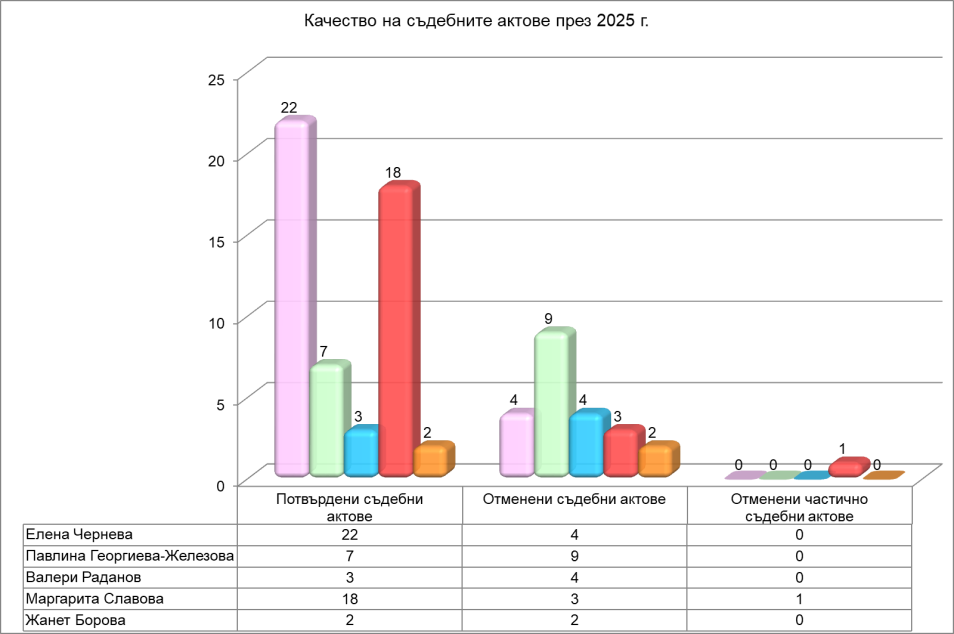 Качество на съдебните актове през 2025 г.
25
20
15
10
5
0
22
7
3
18
2
4
9
4
3
2
0
0
0
1
0
Потвърдени съдебни
актове
Отменени съдебни актове
Отменени частично
съдебни актове
Елена Чернева 22 4 0
Павлина Георгиева-Железова 7 9 0
Валери Раданов 3 4 0
Маргарита Славова 18 3 1
Жанет Борова 2 2 0